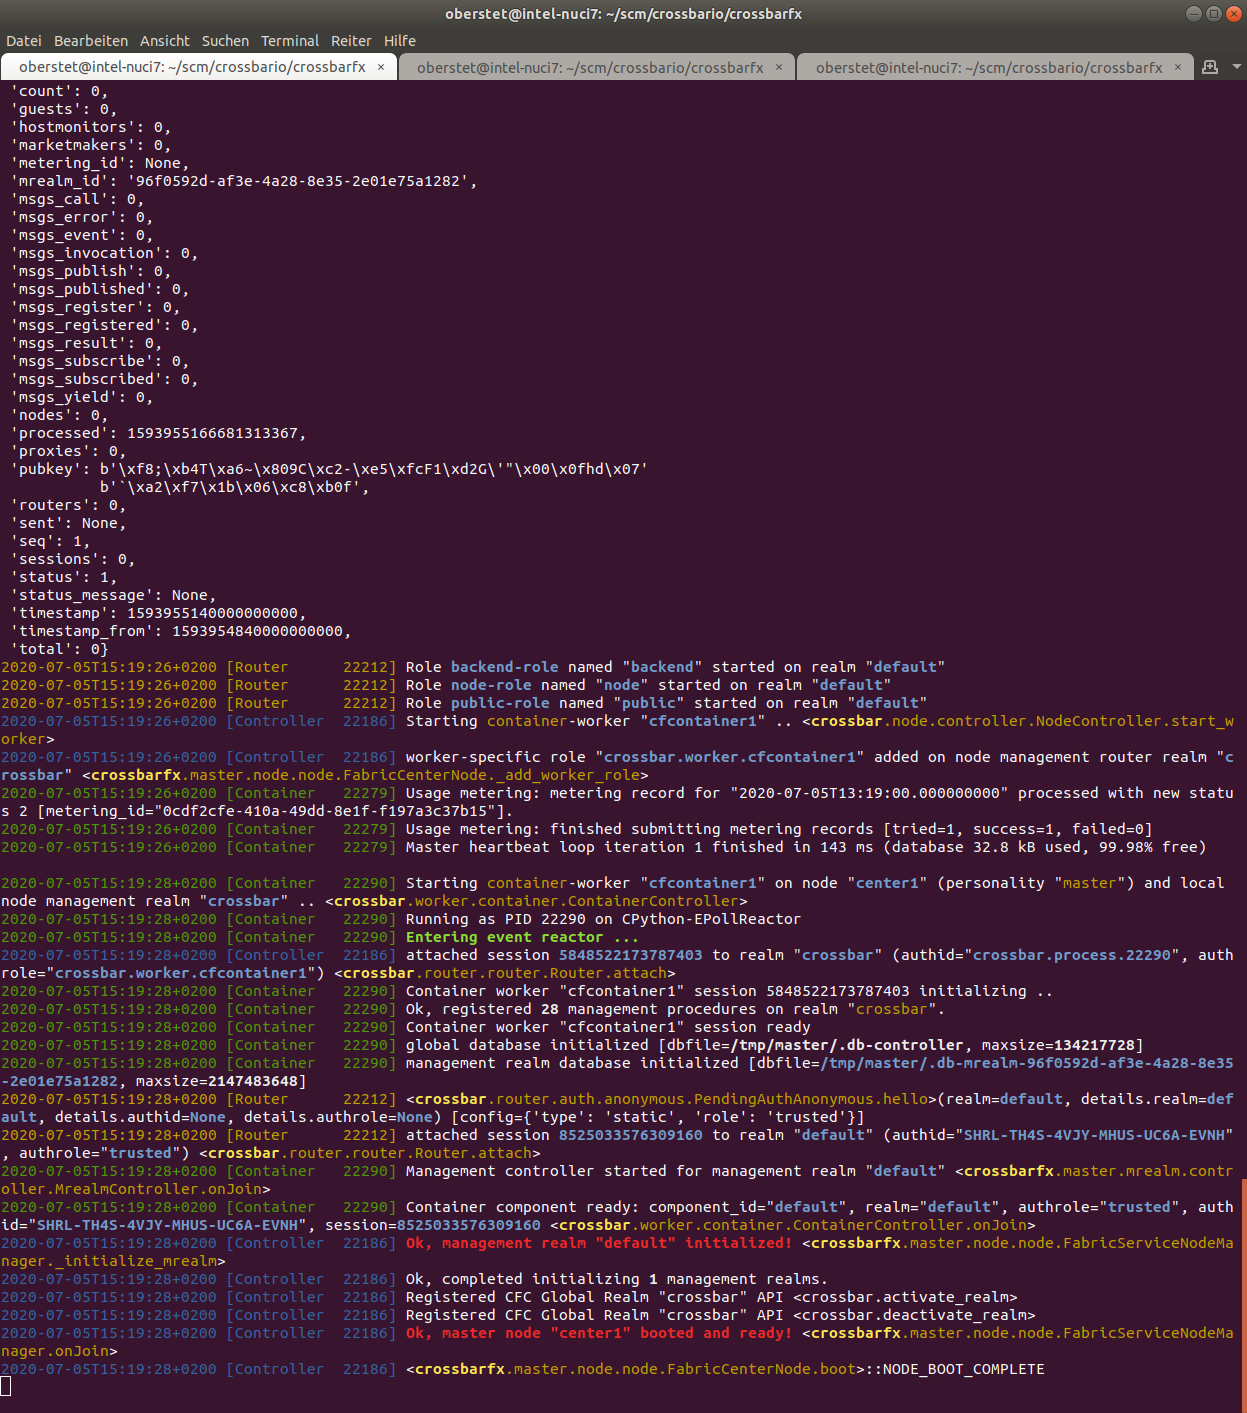 oberstet@intel-nuci7: ~/scm/crossbario/crossbarfx
Datei Bearbeiten Ansicht Suchen Terminal Reiter Hilfe
oberstet@intel-nuci7: ~/scm/crossbario/crossbarfx × oberstet@intel-nuci7: ~/scm/crossbario/crossbarfx × oberstet@intel-nuci7: ~/scm/crossbario/crossbarfx ×
'count': 0,
'guests': 0,
'hostmonitors': 0,
'marketmakers': 0,
'metering_id': None,
'mrealm_id': '96f0592d-af3e-4a28-8e35-2e01e75a1282',
'msgs_call': 0,
'msgs_error': 0,
'msgs_event': 0,
'msgs_invocation': 0,
'msgs_publish': 0,
'msgs_published': 0,
'msgs_register': 0,
'msgs_registered': 0,
'msgs_result': 0,
'msgs_subscribe': 0,
'msgs_subscribed': 0,
'msgs_yield': 0,
'nodes': 0,
'processed': 1593955166681313367,
'proxies': 0,
'pubkey': b'\xf8;\xb4T\xa6~\x809C\xc2-\xe5\xfcF1\xd2G\'"\x00\x0fhd\x07'
b'`\xa2\xf7\x1b\x06\xc8\xb0f',
'routers': 0,
'sent': None,
'seq': 1,
'sessions': 0,
'status': 1,
'status_message': None,
'timestamp': 1593955140000000000,
'timestamp_from': 1593954840000000000,
'total': 0}
2020-07-05T15:19:26+0200 [Router      22212] Role backend-role named "backend" started on realm "default"
2020-07-05T15:19:26+0200 [Router      22212] Role node-role named "node" started on realm "default"
2020-07-05T15:19:26+0200 [Router      22212] Role public-role named "public" started on realm "default"
2020-07-05T15:19:26+0200 [Controller  22186] Starting container-worker "cfcontainer1" .. <crossbar.node.controller.NodeController.start_w
orker>
2020-07-05T15:19:26+0200 [Controller  22186] worker-specific role "crossbar.worker.cfcontainer1" added on node management router realm "c
rossbar" <crossbarfx.master.node.node.FabricCenterNode._add_worker_role>
2020-07-05T15:19:26+0200 [Container   22279] Usage metering: metering record for "2020-07-05T13:19:00.000000000" processed with new statu
s 2 [metering_id="0cdf2cfe-410a-49dd-8e1f-f197a3c37b15"].
2020-07-05T15:19:26+0200 [Container   22279] Usage metering: finished submitting metering records [tried=1, success=1, failed=0]
2020-07-05T15:19:26+0200 [Container   22279] Master heartbeat loop iteration 1 finished in 143 ms (database 32.8 kB used, 99.98% free)
2020-07-05T15:19:28+0200 [Container   22290] Starting container-worker "cfcontainer1" on node "center1" (personality "master") and local
node management realm "crossbar" .. <crossbar.worker.container.ContainerController>
2020-07-05T15:19:28+0200 [Container   22290] Running as PID 22290 on CPython-EPollReactor
2020-07-05T15:19:28+0200 [Container   22290] Entering event reactor ...
2020-07-05T15:19:28+0200 [Controller  22186] attached session 5848522173787403 to realm "crossbar" (authid="crossbar.process.22290", auth
role="crossbar.worker.cfcontainer1") <crossbar.router.router.Router.attach>
2020-07-05T15:19:28+0200 [Container   22290] Container worker "cfcontainer1" session 5848522173787403 initializing ..
2020-07-05T15:19:28+0200 [Container   22290] Ok, registered 28 management procedures on realm "crossbar".
2020-07-05T15:19:28+0200 [Container   22290] Container worker "cfcontainer1" session ready
2020-07-05T15:19:28+0200 [Container   22290] global database initialized [dbfile=/tmp/master/.db-controller, maxsize=134217728]
2020-07-05T15:19:28+0200 [Container   22290] management realm database initialized [dbfile=/tmp/master/.db-mrealm-96f0592d-af3e-4a28-8e35
-2e01e75a1282, maxsize=2147483648]
2020-07-05T15:19:28+0200 [Router      22212] <crossbar.router.auth.anonymous.PendingAuthAnonymous.hello>(realm=default, details.realm=def
ault, details.authid=None, details.authrole=None) [config={'type': 'static', 'role': 'trusted'}]
2020-07-05T15:19:28+0200 [Router      22212] attached session 8525033576309160 to realm "default" (authid="SHRL-TH4S-4VJY-MHUS-UC6A-EVNH"
, authrole="trusted") <crossbar.router.router.Router.attach>
2020-07-05T15:19:28+0200 [Container   22290] Management controller started for management realm "default" <crossbarfx.master.mrealm.contr
oller.MrealmController.onJoin>
2020-07-05T15:19:28+0200 [Container   22290] Container component ready: component_id="default", realm="default", authrole="trusted", auth
id="SHRL-TH4S-4VJY-MHUS-UC6A-EVNH", session=8525033576309160 <crossbar.worker.container.ContainerController.onJoin>
2020-07-05T15:19:28+0200 [Controller  22186] Ok, management realm "default" initialized! <crossbarfx.master.node.node.FabricServiceNodeMa
nager._initialize_mrealm>
2020-07-05T15:19:28+0200 [Controller  22186] Ok, completed initializing 1 management realms.
2020-07-05T15:19:28+0200 [Controller  22186] Registered CFC Global Realm "crossbar" API <crossbar.activate_realm>
2020-07-05T15:19:28+0200 [Controller  22186] Registered CFC Global Realm "crossbar" API <crossbar.deactivate_realm>
2020-07-05T15:19:28+0200 [Controller  22186] Ok, master node "center1" booted and ready! <crossbarfx.master.node.node.FabricServiceNodeMa
nager.onJoin>
2020-07-05T15:19:28+0200 [Controller  22186] <crossbarfx.master.node.node.FabricCenterNode.boot>::NODE_BOOT_COMPLETE